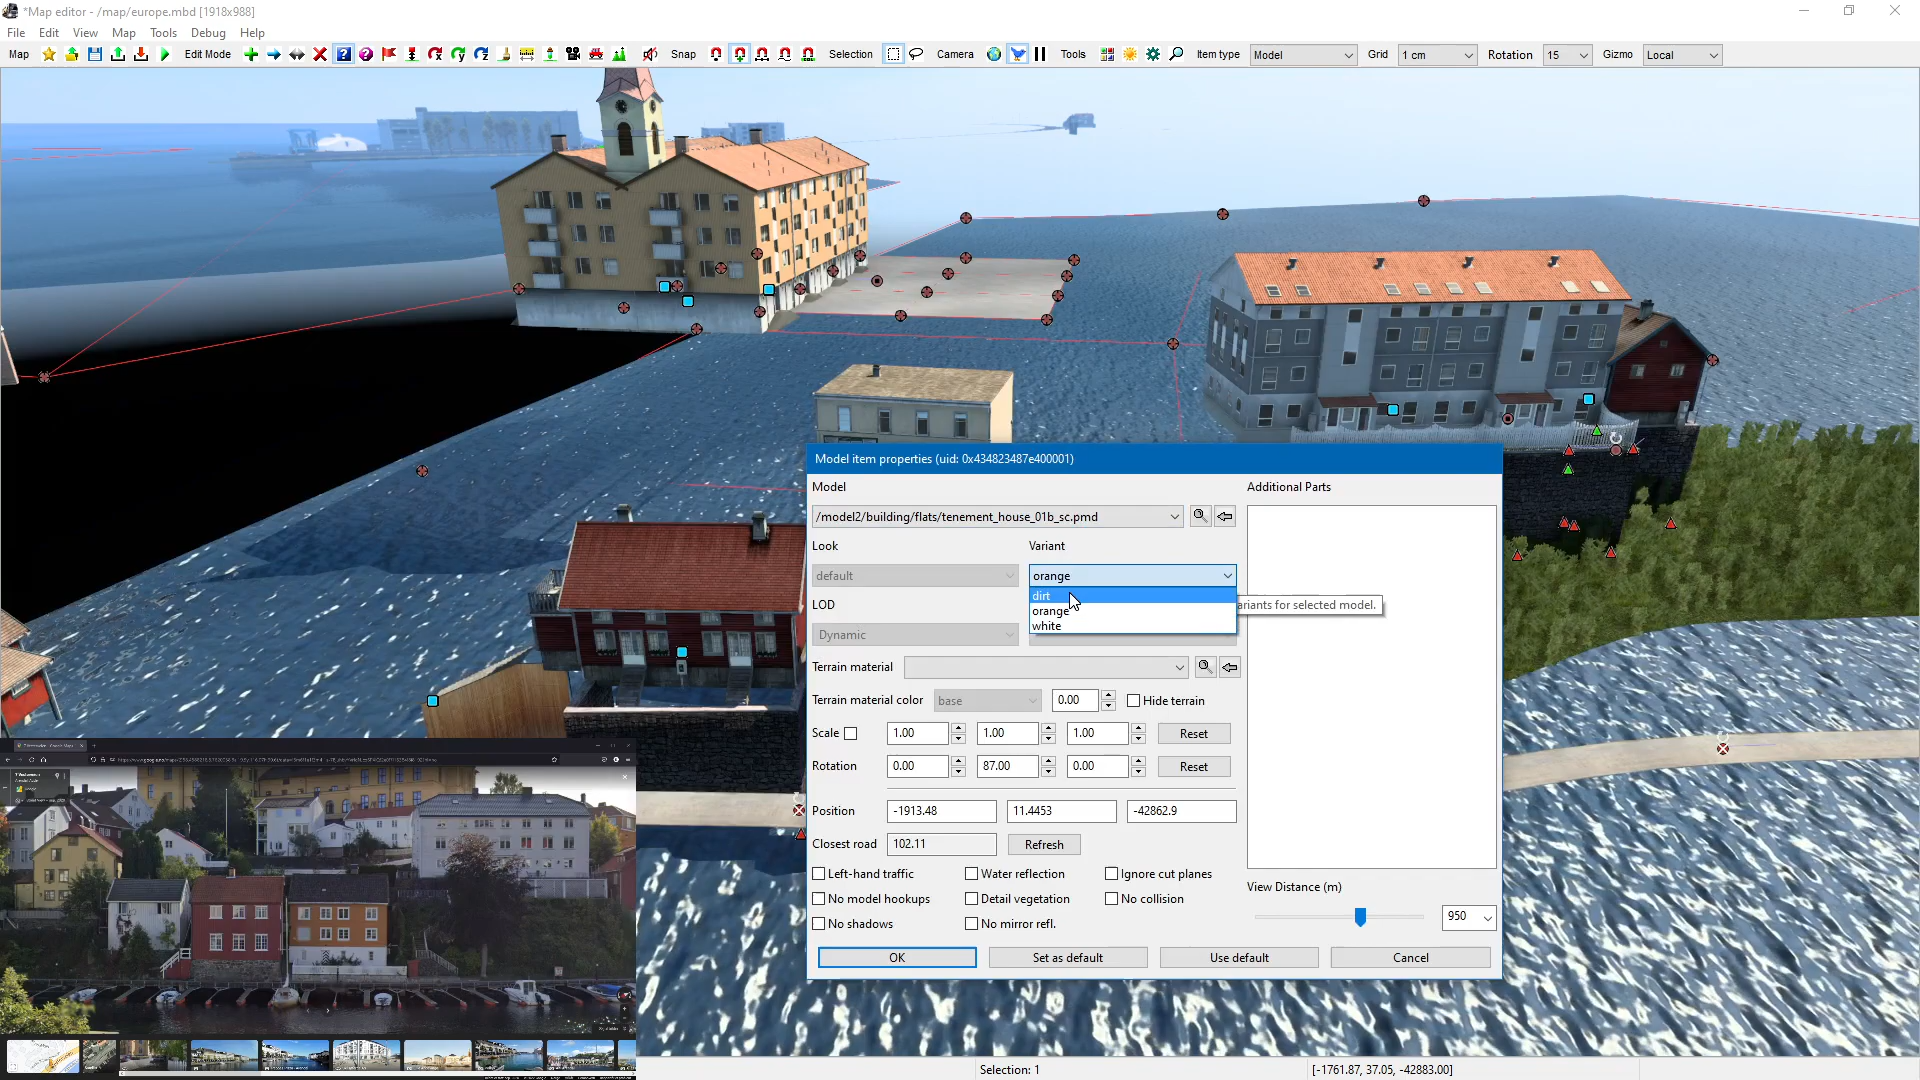 *Map editor - /map/europe.mbd [1918x988]
File Edit View Map Tools Debug Help
Map Edit Mode Snap Selection Camera Tools Item type Model Grid 1 cm Rotation 15 Gizmo Local
Model item properties (uid: 0x434823487e400001)
Model
Additional Parts
/model2/building/flats/tenement_house_01b_sc.pmd
Look Variant
default orange
dirt
orange
white
ariants for selected model.
LOD
Dynamic
Terrain material
Terrain material color base 0.00 Hide terrain
Scale 1.00 1.00 1.00 Reset
Rotation 0.00 87.00 0.00 Reset
Position -1913.48 11.4453 -42862.9
Closest road 102.11 Refresh
Left-hand traffic Water reflection Ignore cut planes
No model hookups Detail vegetation No collision
No shadows No mirror refl.
View Distance (m)
950
OK Set as default Use default Cancel
Selection: 1
[-1761.87, 37.05, -42883.00]